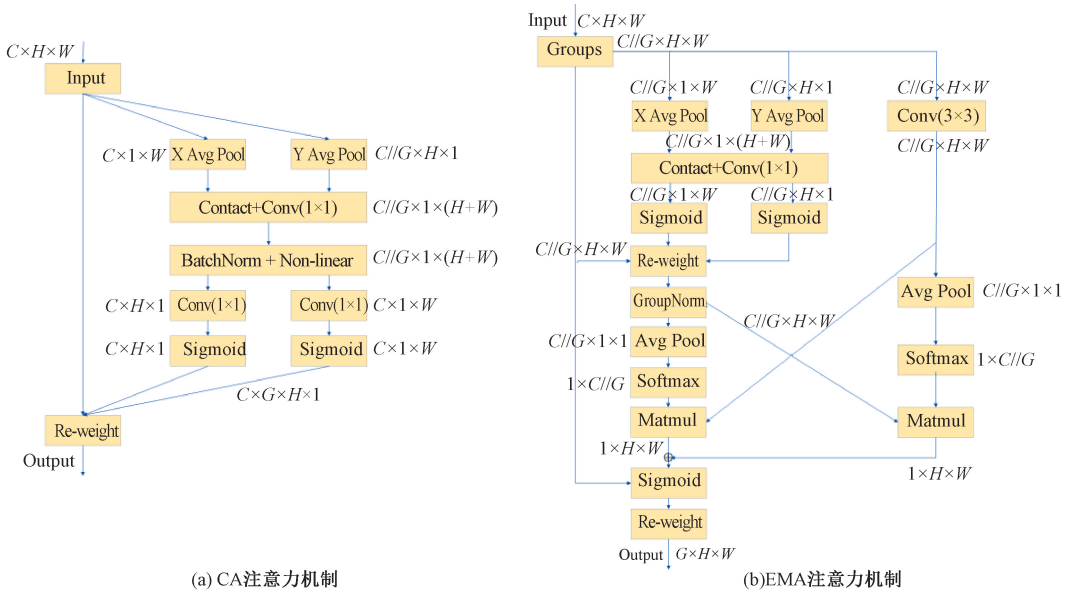 C×H×W
Input
C×1×W
X Avg Pool
Y Avg Pool
C//G×H×1
Contact+Conv(1×1)
C//G×1×(H+W)
BatchNorm + Non-linear
C//G×1×(H+W)
C×H×1
Conv(1×1)
Conv(1×1)
C×1×W
C×H×1
Sigmoid
Sigmoid
C×1×W
C×G×H×1
Re-weight
Output
(a) CA注意力机制
Input
C×H×W
Groups
C//G×H×W
C//G×1×W
C//G×H×1
C//G×H×W
X Avg Pool
Y Avg Pool
Conv(3×3)
C//G×1×(H+W)
C//G×H×W
Contact+Conv(1×1)
C//G×1×W
C//G×H×1
Sigmoid
Sigmoid
C//G×H×W
Re-weight
GroupNorm
C//G×H×W
Avg Pool
C//G×1×1
C//G×1×1
Avg Pool
Softmax
1×C//G
1×C//G
Softmax
Matmul
Matmul
1×H×W
1×H×W
Sigmoid
Re-weight
Output
G×H×W
(b)EMA注意力机制